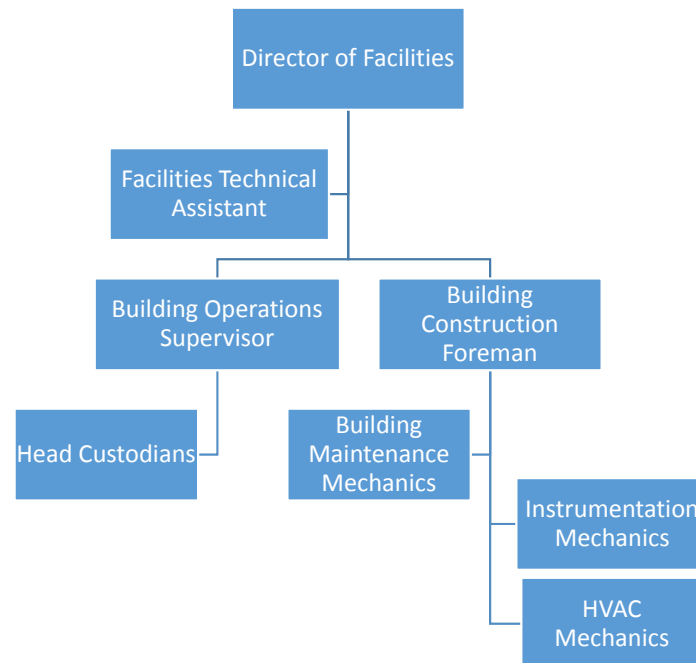 Director of Facilities
Facilities Technical
Assistant
Building Operations
Supervisor
Building
Construction
Foreman
Head Custodians
Building
Maintenance
Mechanics
Instrumentation
Mechanics
HVAC
Mechanics